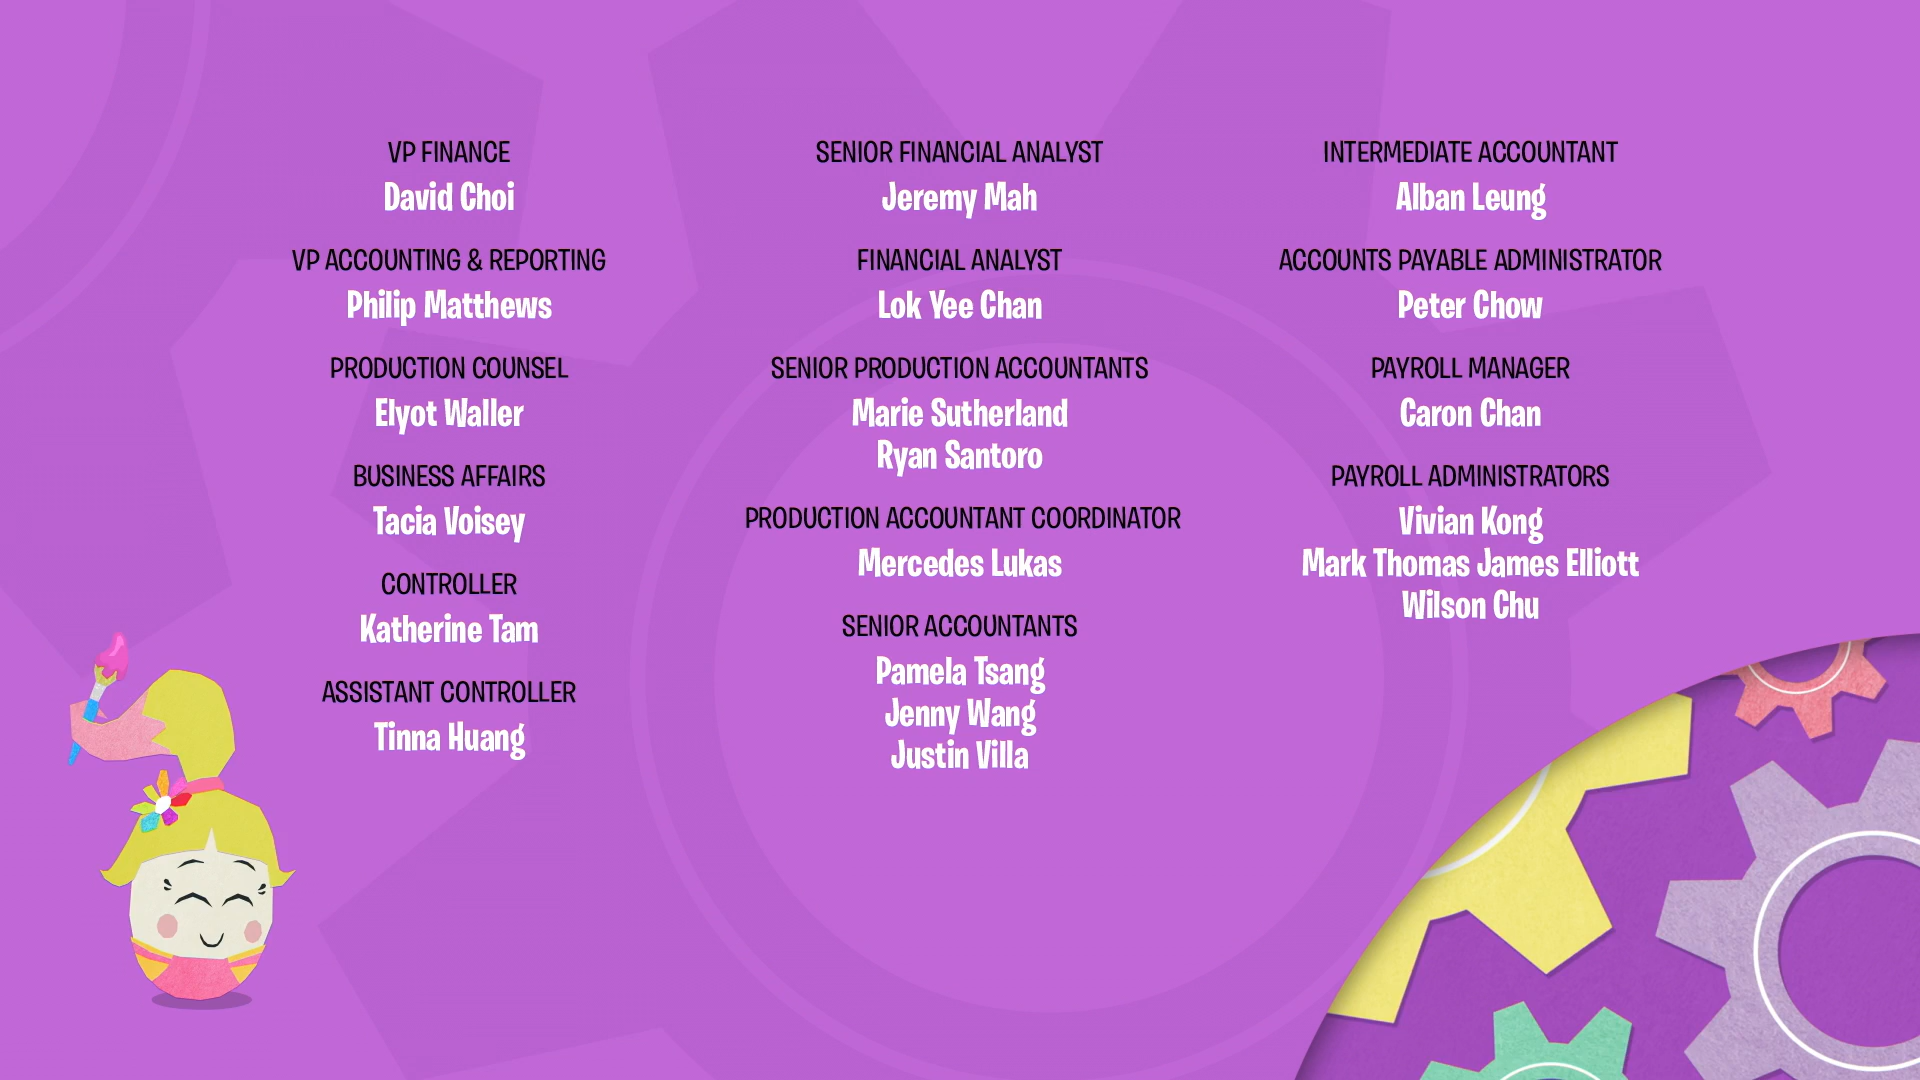 VP FINANCE
David Choi
VP ACCOUNTING & REPORTING
Philip Matthews
PRODUCTION COUNSEL
Elyot Waller
BUSINESS AFFAIRS
Tacia Voisey
CONTROLLER
Katherine Tam
ASSISTANT CONTROLLER
Tinna Huang
SENIOR FINANCIAL ANALYST
Jeremy Mah
FINANCIAL ANALYST
Lok Yee Chan
SENIOR PRODUCTION ACCOUNTANTS
Marie Sutherland
Ryan Santoro
PRODUCTION ACCOUNTANT COORDINATOR
Mercedes Lukas
SENIOR ACCOUNTANTS
Pamela Tsang
Jenny Wang
Justin Villa
INTERMEDIATE ACCOUNTANT
Alban Leung
ACCOUNTS PAYABLE ADMINISTRATOR
Peter Chow
PAYROLL MANAGER
Caron Chan
PAYROLL ADMINISTRATORS
Vivian Kong
Mark Thomas James Elliott
Wilson Chu